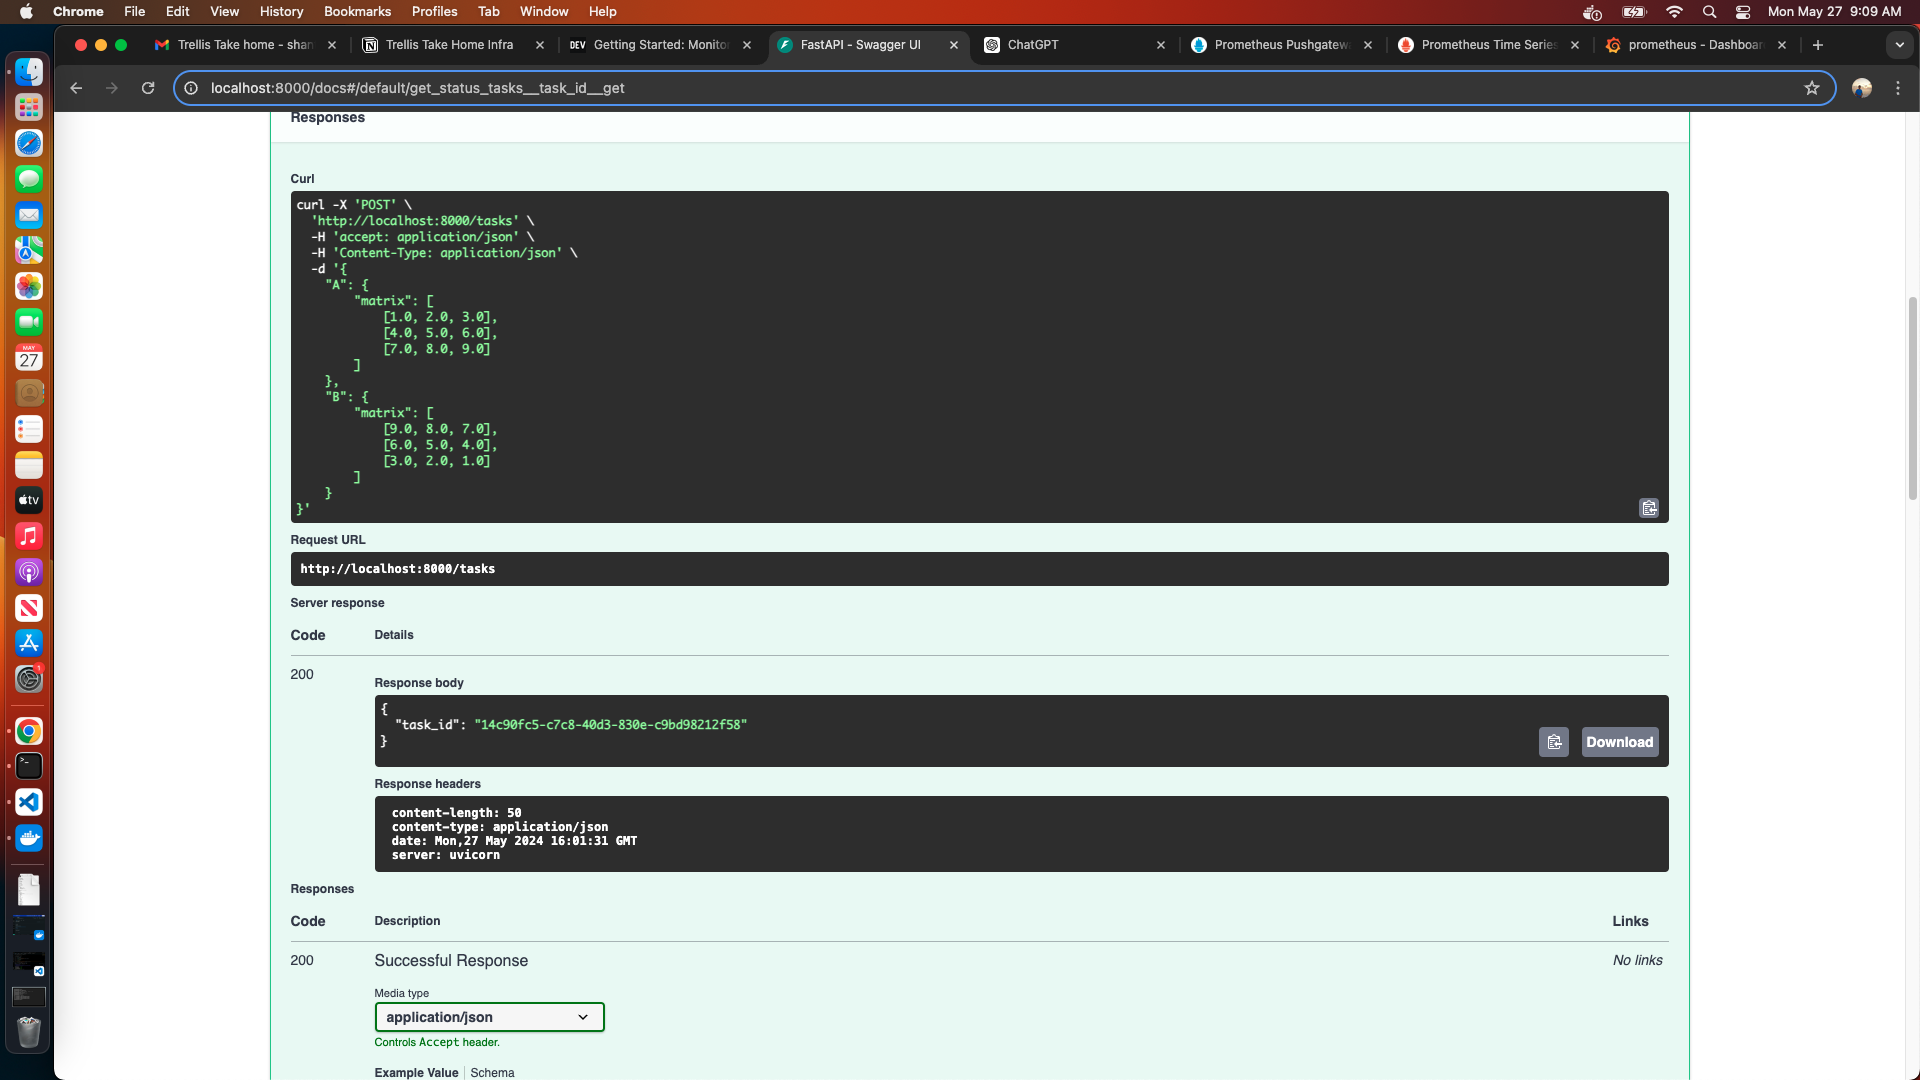 Chrome File Edit View History Bookmarks Profiles Tab Window Help Mon May 27 9:09 AM
Trellis Take home - shan
Trellis Take Home Infra
DEV Getting Started: Monitor
FastAPI - Swagger UI
ChatGPT
Prometheus Pushgatew
Prometheus Time Series
prometheus - Dashboar
localhost:8000/docs#/default/get_status_tasks__task_id__get
Responses
Curl
curl -X 'POST' \
'http://localhost:8000/tasks' \
-H 'accept: application/json' \
-H 'Content-Type: application/json' \
-d '{
"A": {
"matrix": [
[1.0, 2.0, 3.0],
[4.0, 5.0, 6.0],
[7.0, 8.0, 9.0]
]
},
"B": {
"matrix": [
[9.0, 8.0, 7.0],
[6.0, 5.0, 4.0],
[3.0, 2.0, 1.0]
]
}
}'
Request URL
http://localhost:8000/tasks
Server response
Code Details
200
Response body
{
"task_id": "14c90fc5-c7c8-40d3-830e-c9bd98212f58"
}
Download
Response headers
content-length: 50
content-type: application/json
date: Mon,27 May 2024 16:01:31 GMT
server: uvicorn
Responses
Code Description Links
200 Successful Response No links
Media type
application/json
Controls Accept header.
Example Value Schema
MAY
27
tv
1